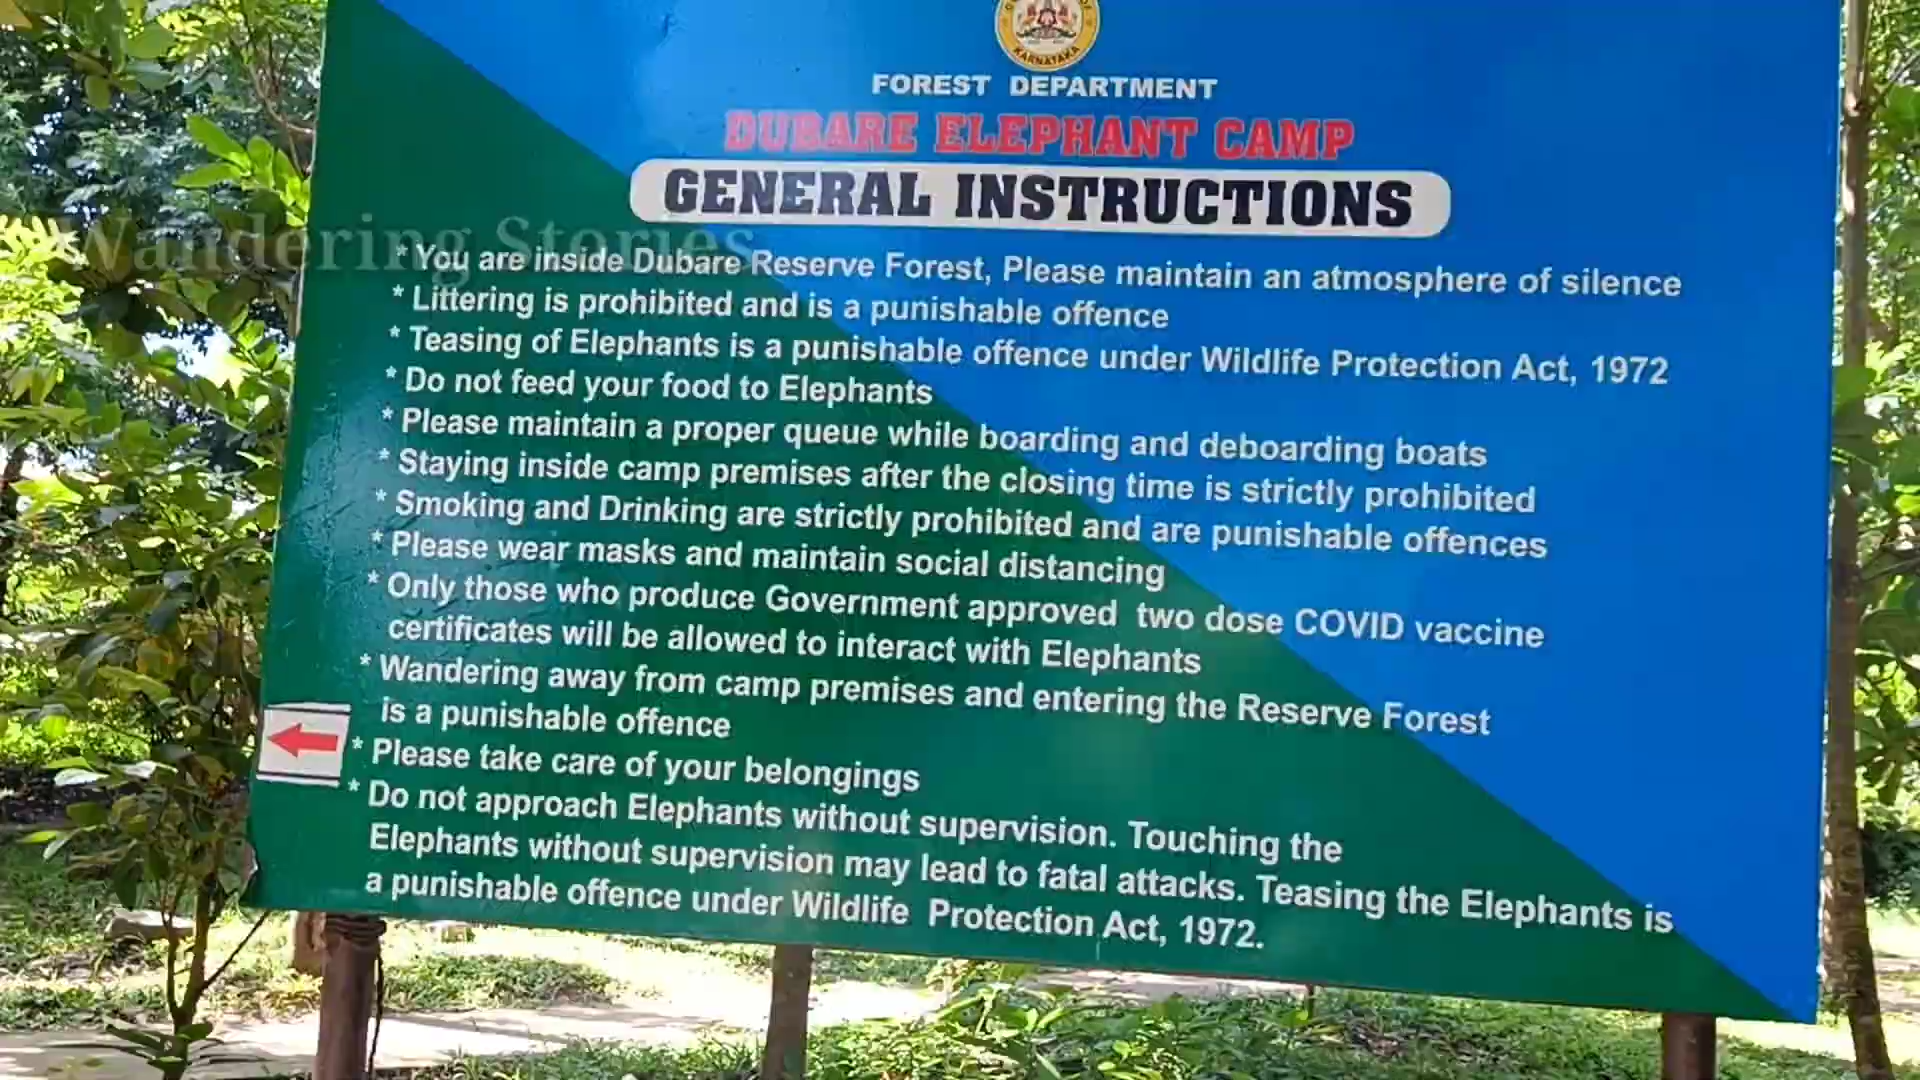 KARNATAKA
FOREST DEPARTMENT
DUBARE ELEPHANT CAMP
GENERAL INSTRUCTIONS
Wandering Stories
* You are inside Dubare Reserve Forest, Please maintain an atmosphere of silence
* Littering is prohibited and is a punishable offence
* Teasing of Elephants is a punishable offence under Wildlife Protection Act, 1972
* Do not feed your food to Elephants
* Please maintain a proper queue while boarding and deboarding boats
* Staying inside camp premises after the closing time is strictly prohibited
* Smoking and Drinking are strictly prohibited and are punishable offences
* Please wear masks and maintain social distancing
* Only those who produce Government approved two dose COVID vaccine
certificates will be allowed to interact with Elephants
* Wandering away from camp premises and entering the Reserve Forest
is a punishable offence
* Please take care of your belongings
* Do not approach Elephants without supervision. Touching the
Elephants without supervision may lead to fatal attacks. Teasing the Elephants is
a punishable offence under Wildlife Protection Act, 1972.